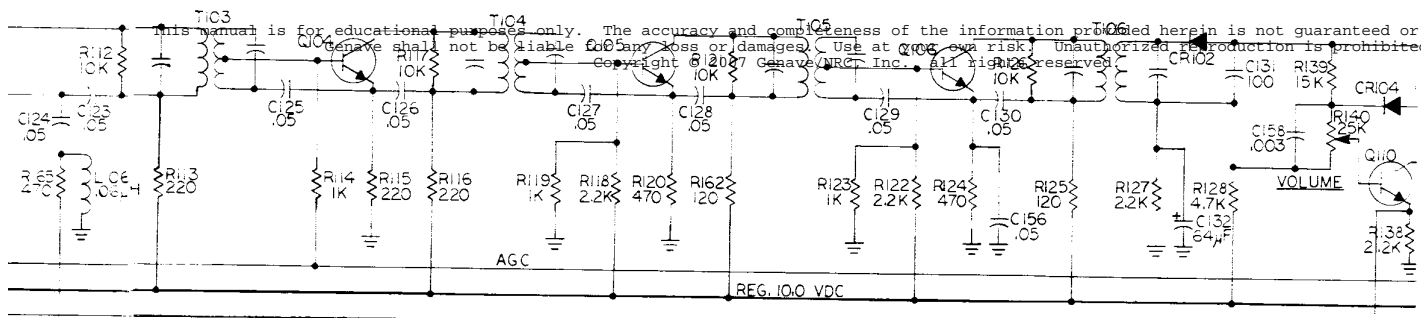 T103
T104
T105
T106
This manual is for educational purposes only. The accuracy and completeness of the information provided herein is not guaranteed or
Genave shall not be liable for any loss or damages. Use at your own risk. Unauthorized reproduction is prohibited
Copyright © 2007 Genave/NRC, Inc. all rights reserved
R112
10K
Q104
R117
10K
Q105
R121
10K
Q106
R126
10K
CR102
C131
100
R139
15K
CR104
C124
.05
C123
.05
C125
.05
C126
.05
C127
.05
C128
.05
C129
.05
C130
.05
C158
.003
R140
25K
Q110
VOLUME
R113
220
R114
1K
R115
220
R116
220
R119
1K
R118
2.2K
R120
470
R162
120
R123
1K
R122
2.2K
R124
470
C156
.05
R125
120
R127
2.2K
C132
64µF
R128
4.7K
R138
2.2K
AGC
REG. 10.0 VDC